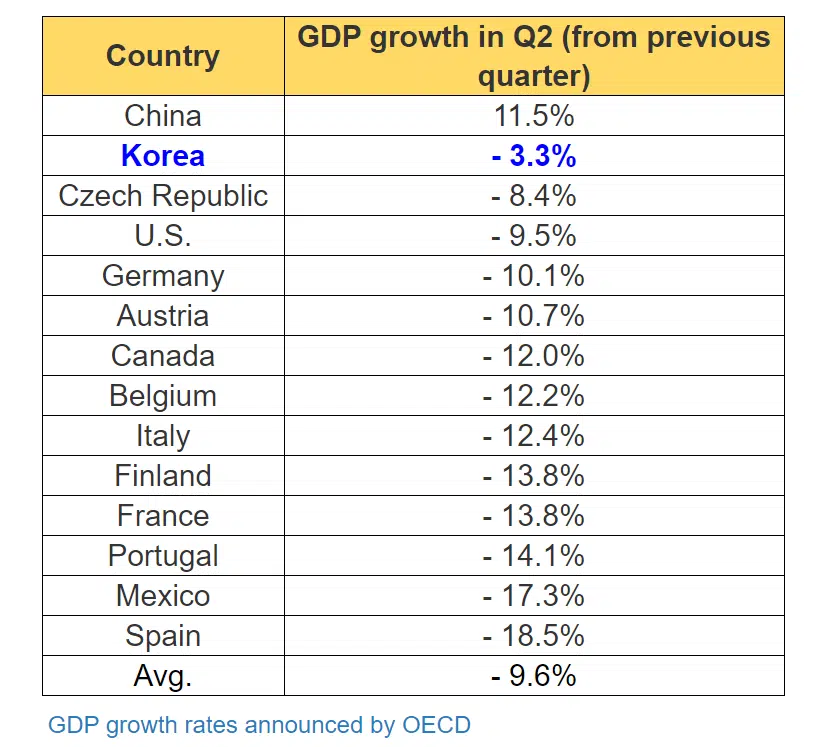 Country GDP growth in Q2 (from previous
quarter)
China 11.5%
Korea - 3.3%
Czech Republic - 8.4%
U.S. - 9.5%
Germany - 10.1%
Austria - 10.7%
Canada - 12.0%
Belgium - 12.2%
Italy - 12.4%
Finland - 13.8%
France - 13.8%
Portugal - 14.1%
Mexico - 17.3%
Spain - 18.5%
Avg. - 9.6%
GDP growth rates announced by OECD